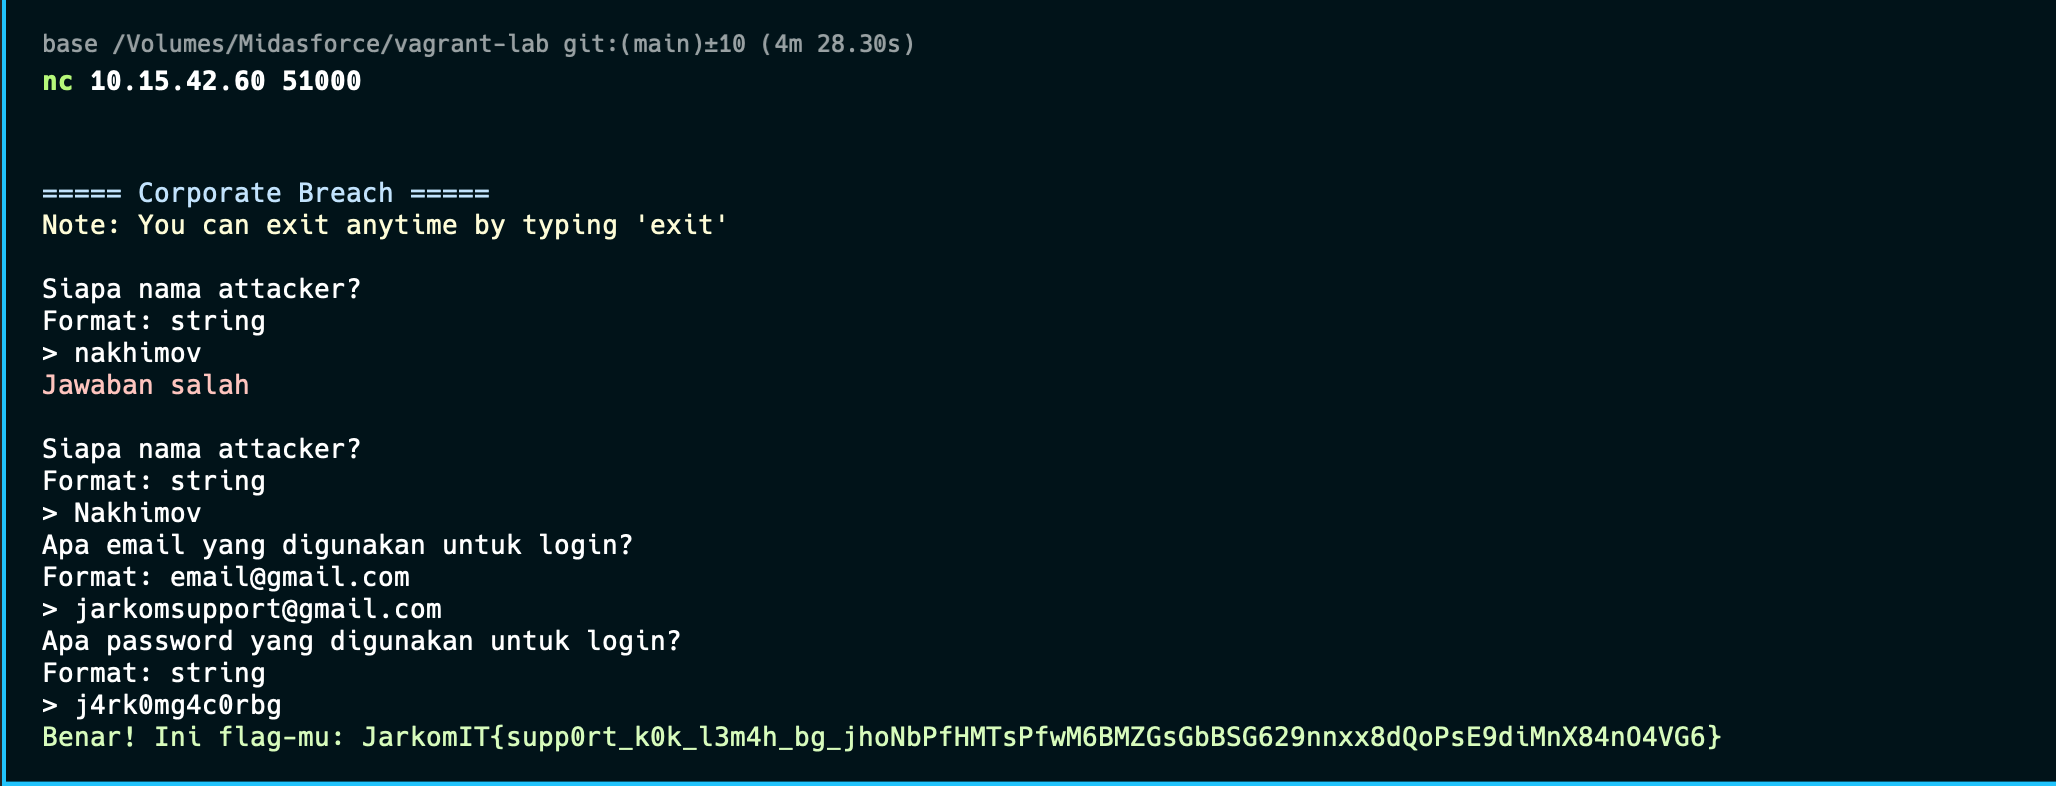 base /Volumes/Midasforce/vagrant-lab git:(main)±10 (4m 28.30s)
nc 10.15.42.60 51000
===== Corporate Breach =====
Note: You can exit anytime by typing 'exit'
Siapa nama attacker?
Format: string
> nakhimov
Jawaban salah
Siapa nama attacker?
Format: string
> Nakhimov
Apa email yang digunakan untuk login?
Format: email@gmail.com
> jarkomsupport@gmail.com
Apa password yang digunakan untuk login?
Format: string
> j4rk0mg4c0rbg
Benar! Ini flag-mu: JarkomIT{supp0rt_k0k_l3m4h_bg_jhoNbPfHMTsPfwM6BMZGsGbBSG629nnxx8dQoPsE9diMnX84nO4VG6}